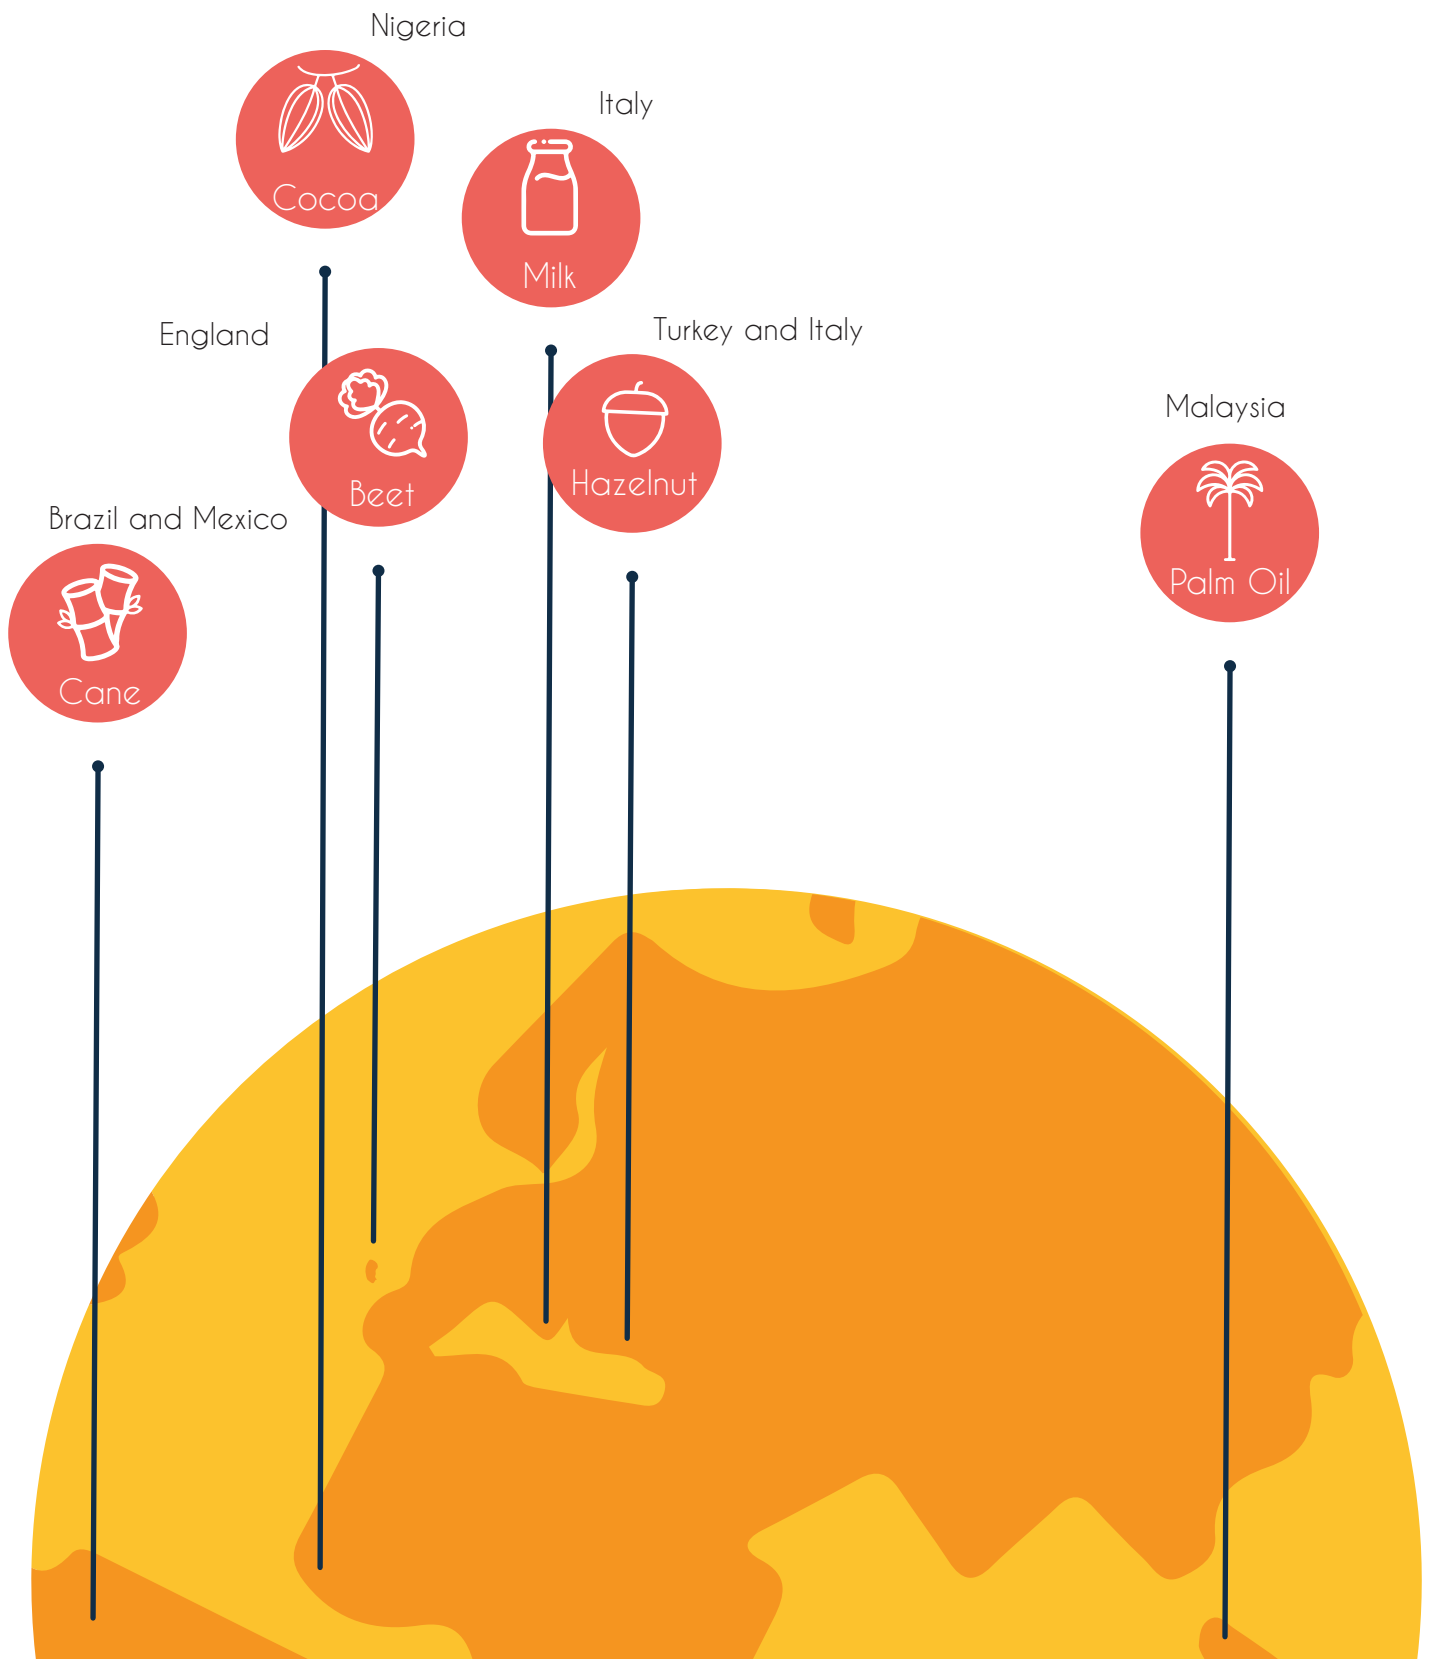 Nigeria
Cocoa
Italy
Milk
England
Beet
Turkey and Italy
Hazelnut
Malaysia
Palm Oil
Brazil and Mexico
Cane